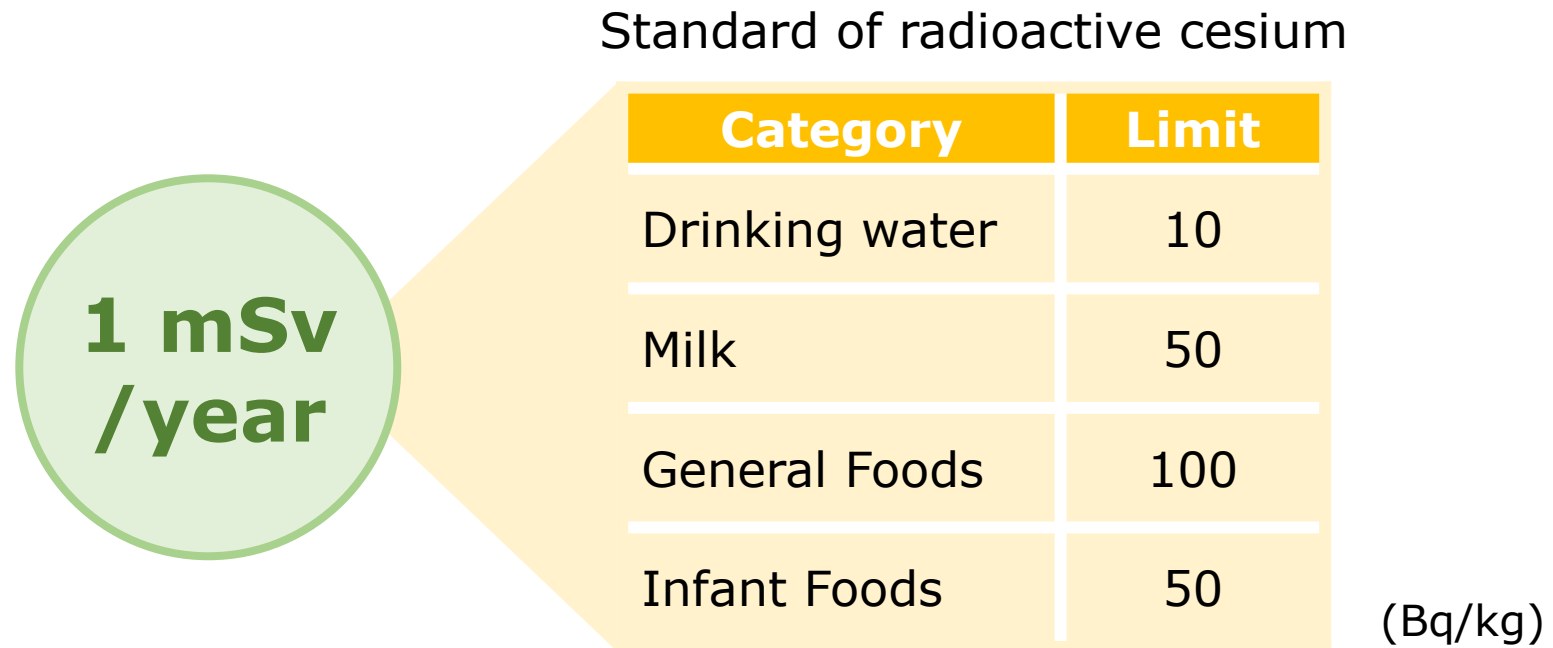 Standard of radioactive cesium
1 mSv
/year
Category Limit
Drinking water 10
Milk 50
General Foods 100
Infant Foods 50
(Bq/kg)